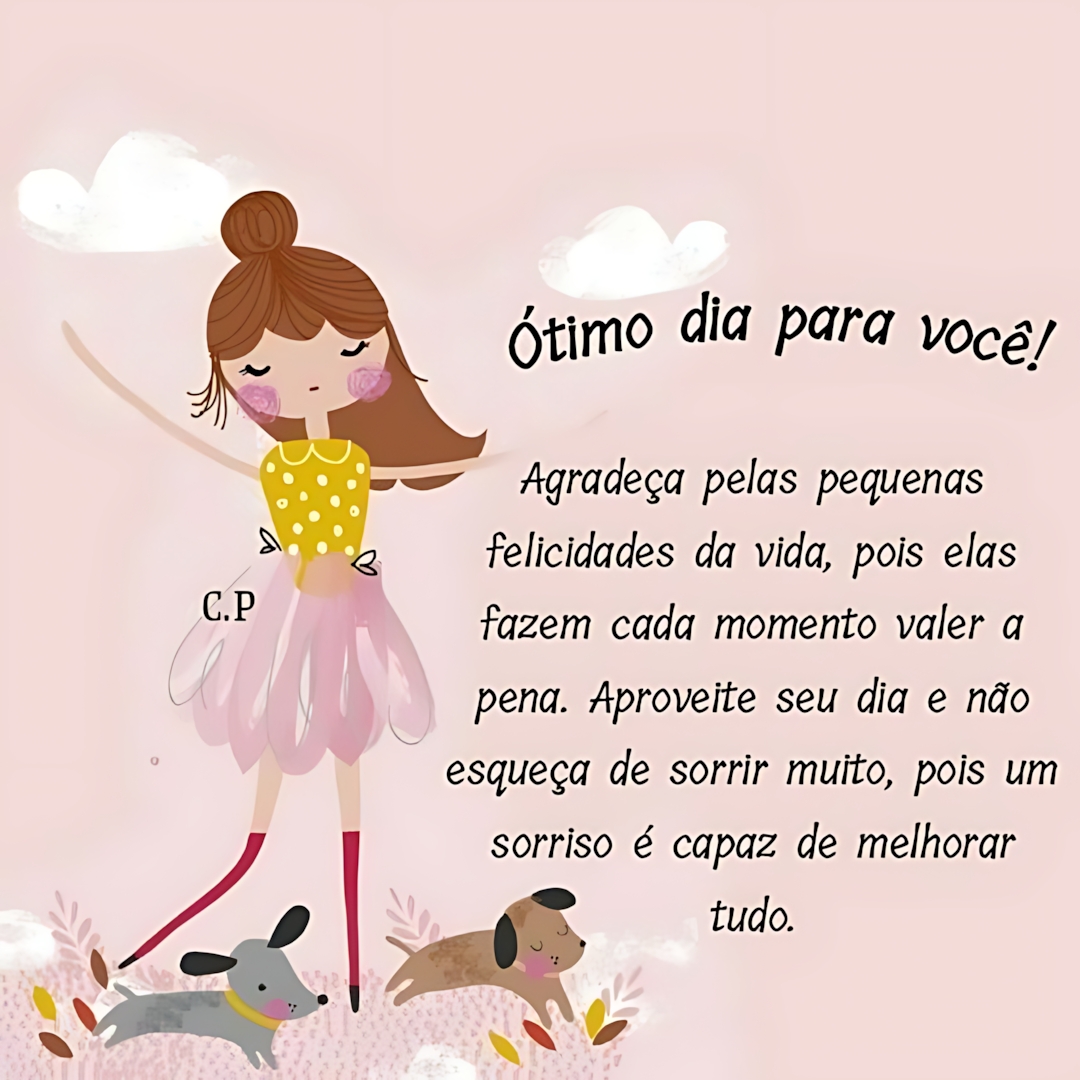 Ótimo dia para você!
Agradeça pelas pequenas
felicidades da vida, pois elas
fazem cada momento valer a
pena. Aproveite seu dia e não
esqueça de sorrir muito, pois um
sorriso é capaz de melhorar
tudo.
C.P